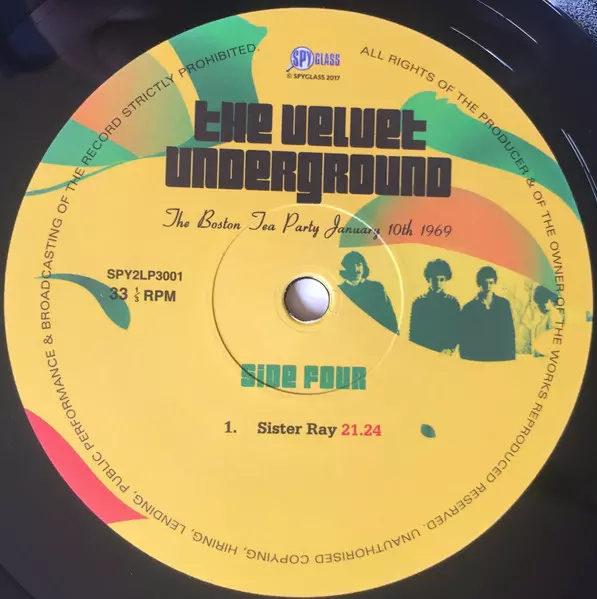 SPYGLASS
© SPYGLASS 2017
the velvet
underground
The Boston Tea Party January 10th 1969
SPY2LP3001
33 ⅓ RPM
Side Four
1. Sister Ray 21.24
ALL RIGHTS OF THE PRODUCER & OF THE OWNER OF THE WORKS REPRODUCED RESERVED. UNAUTHORISED COPYING, HIRING, LENDING, PUBLIC PERFORMANCE & BROADCASTING OF THE RECORD STRICTLY PROHIBITED.